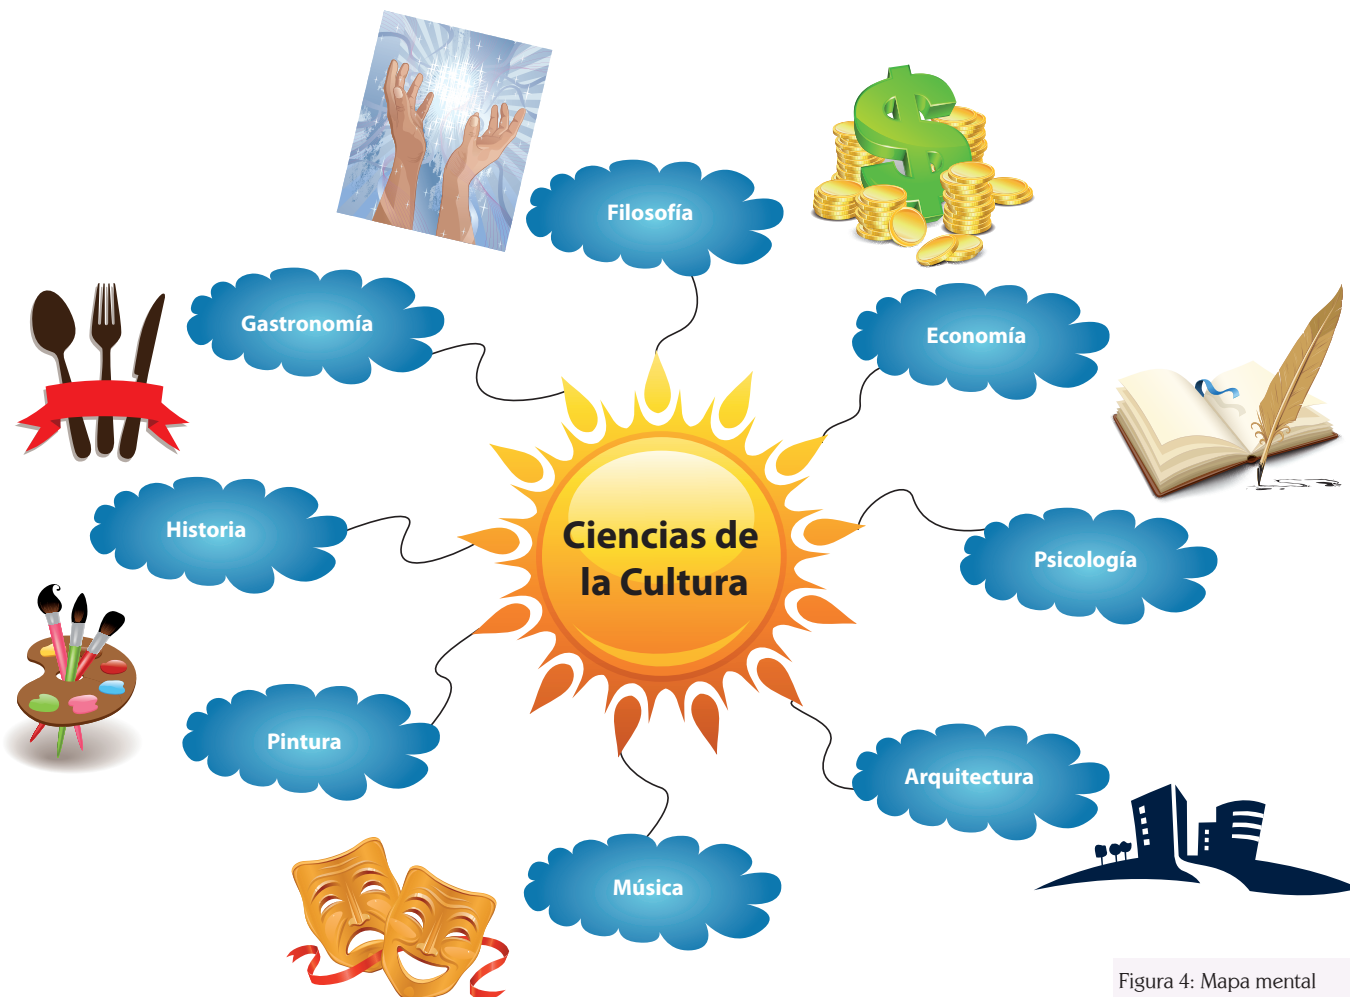 Filosofía
Gastronomía
Economía
Historia
Ciencias de
la Cultura
Psicología
Pintura
Arquitectura
Música
Figura 4: Mapa mental